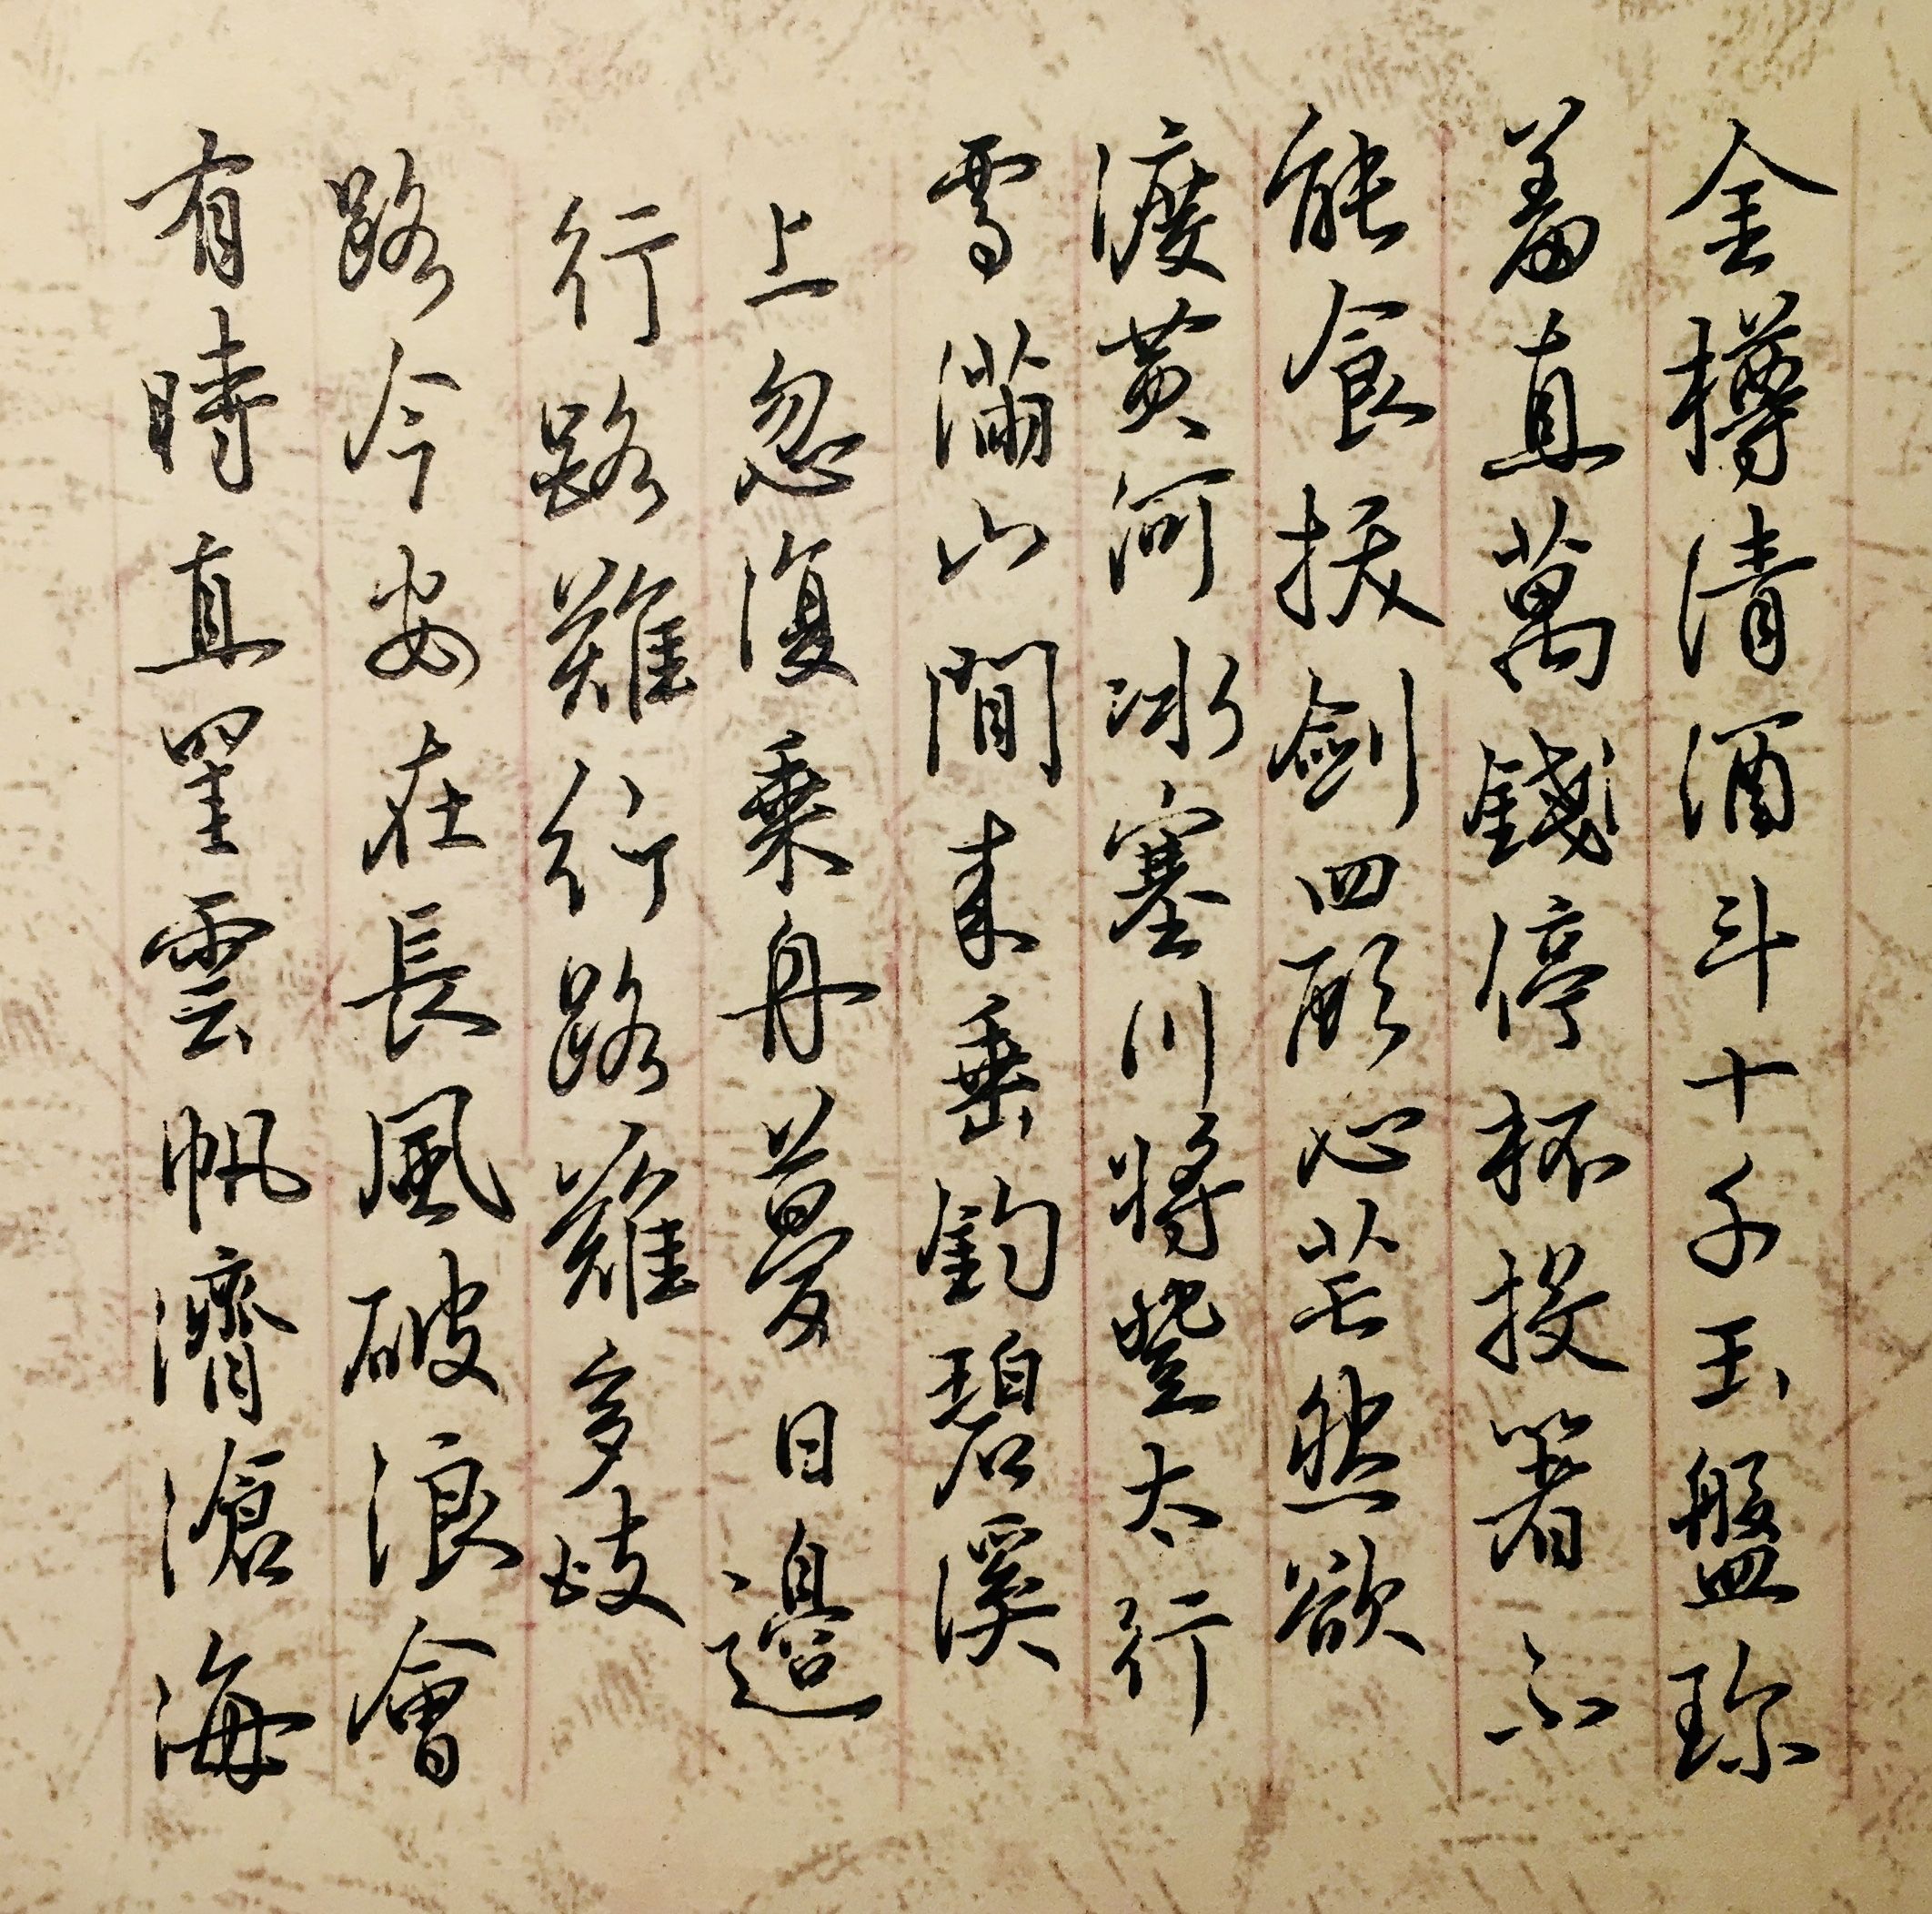 金樽清酒斗十千玉盤珍
羞直萬錢停杯投箸不
能食拔劍四顧心茫然欲
渡黃河冰塞川將登太行
雪滿山閒來垂釣碧溪
上忽復乘舟夢日邊
行路難行路難多歧
路今安在長風破浪會
有時直掛雲帆濟滄海